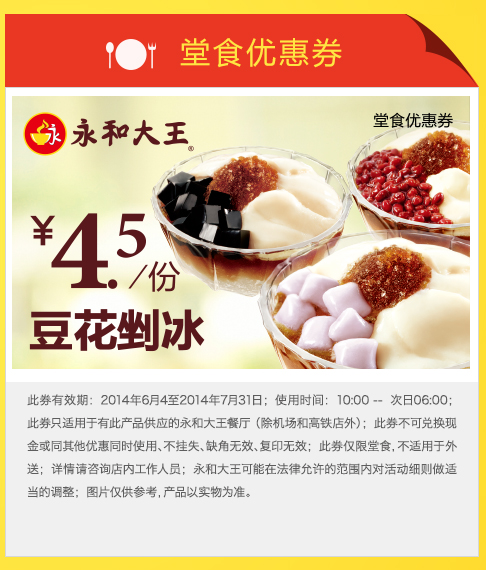 堂食优惠券
堂食优惠券
永
永和大王®
¥4.5/份
豆花剉冰
此券有效期：2014年6月4至2014年7月31日；使用时间：10:00 -- 次日06:00；
此券只适用于有此产品供应的永和大王餐厅（除机场和高铁店外）；此券不可兑换现
金或同其他优惠同时使用、不挂失、缺角无效、复印无效；此券仅限堂食，不适用于外
送；详情请咨询店内工作人员；永和大王可能在法律允许的范围内对活动细则做适
当的调整；图片仅供参考，产品以实物为准。